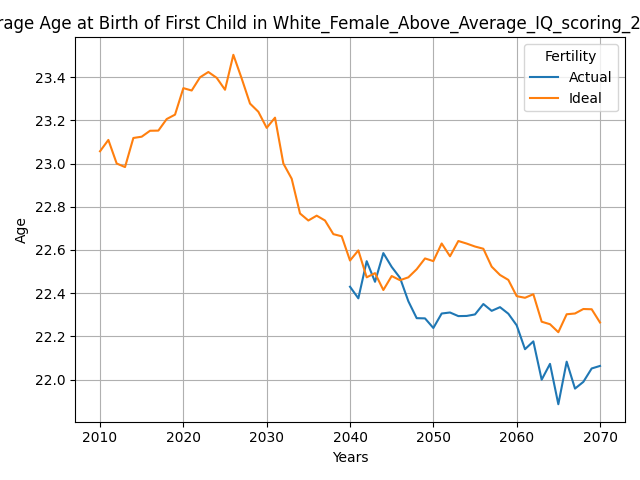 Age at Birth of First Child in White_Female_Above_Average_IQ_scoring_2
Fertility
Actual
Ideal
Age
23.4
23.2
23.0
22.8
22.6
22.4
22.2
22.0
2010 2020 2030 2040 2050 2060 2070
Years